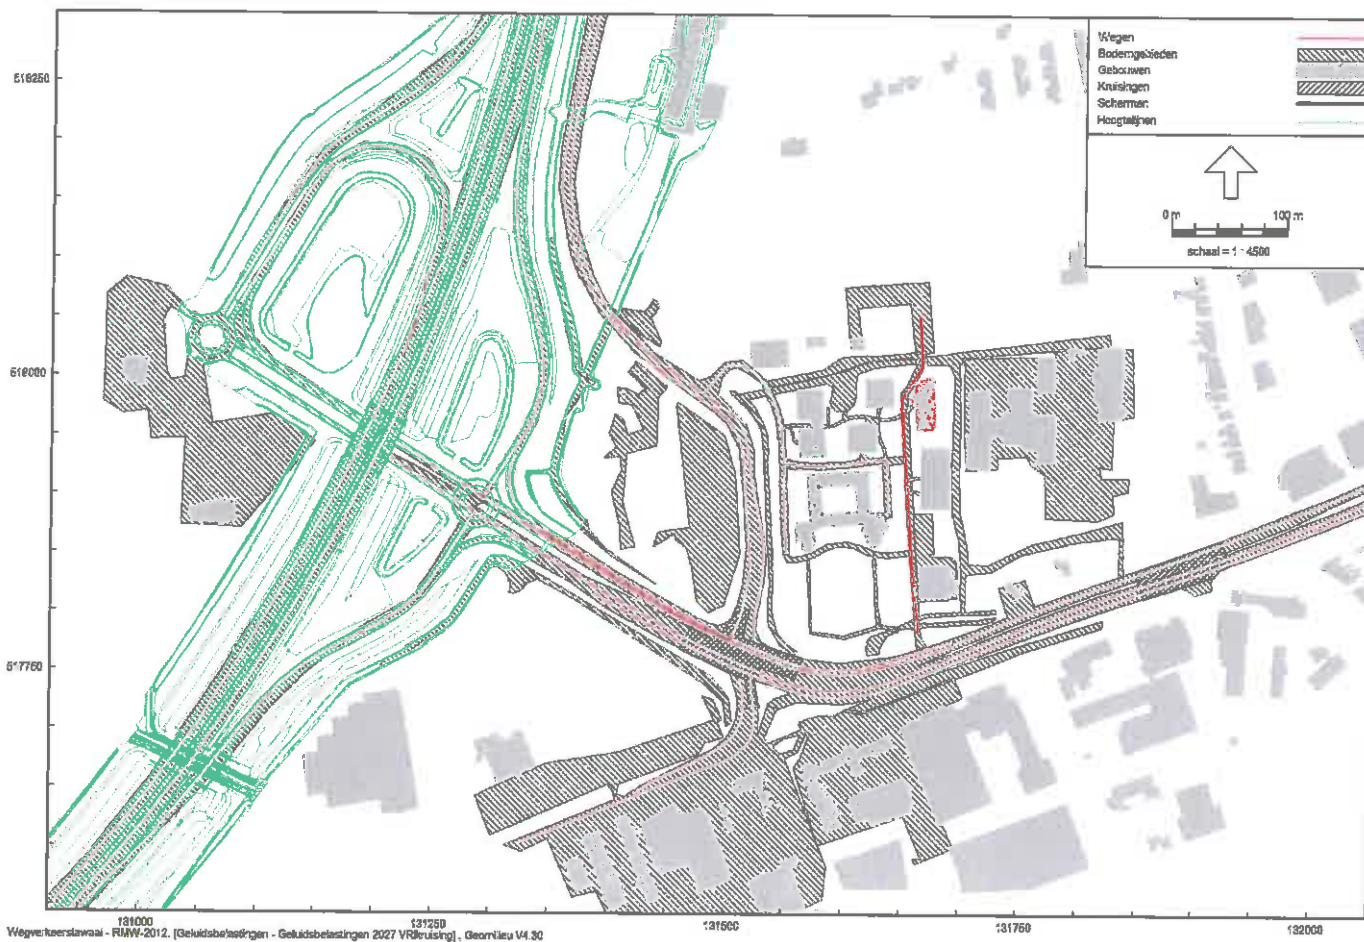 518250
518000
517750
Wegen
Bodemgebieden
Gebouwen
Kruisingen
Schermen
Hoogtelijnen
0 m 100 m
schaal = 1 : 4500
131000 131250 131500 131750 132000
Wegverkeerslawaai - RMW-2012, [Geluidsbelastingen - Geluidsbelastingen 2027 VRIkruising] , Geomilieu V4.30